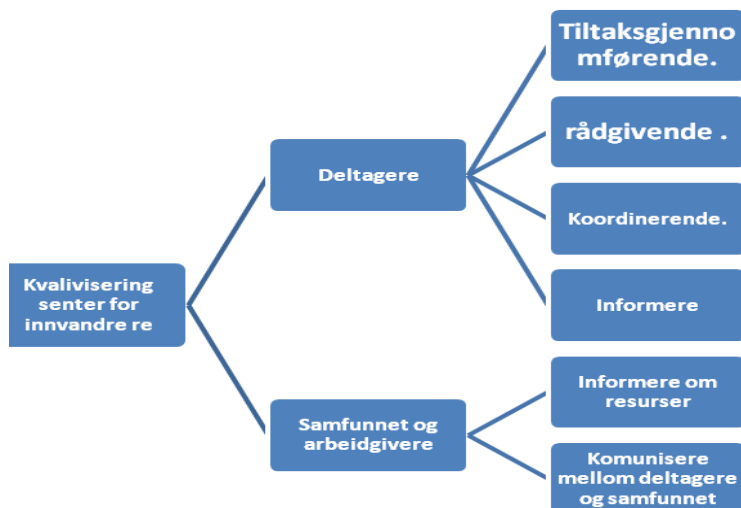 Kvalivisering
senter for
innvandre re
Deltagere
Samfunnet og
arbeidgivere
Tiltaksgjenno
mførende.
rådgivende .
Koordinerende.
Informere
Informere om
resurser
Komunisere
mellom deltagere
og samfunnet